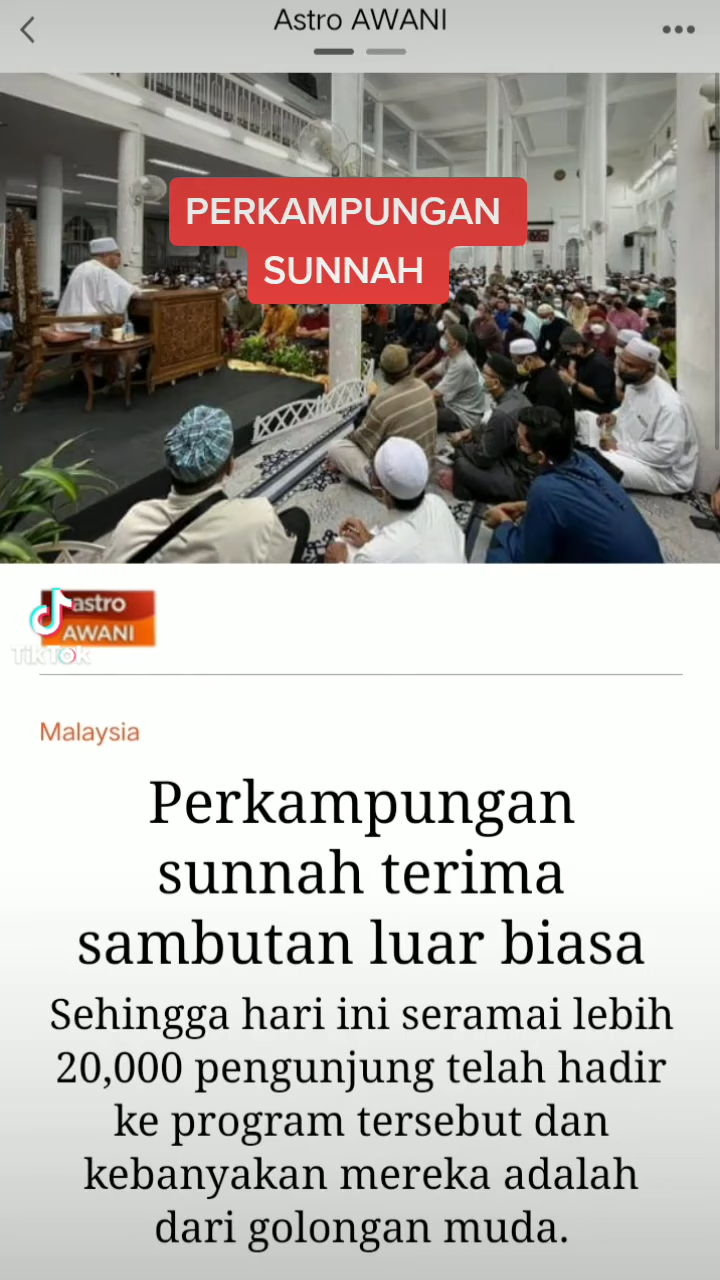 Astro AWANI
PERKAMPUNGAN
SUNNAH
astro
AWANI
TikTok
Malaysia
Perkampungan
sunnah terima
sambutan luar biasa
Sehingga hari ini seramai lebih
20,000 pengunjung telah hadir
ke program tersebut dan
kebanyakan mereka adalah
dari golongan muda.